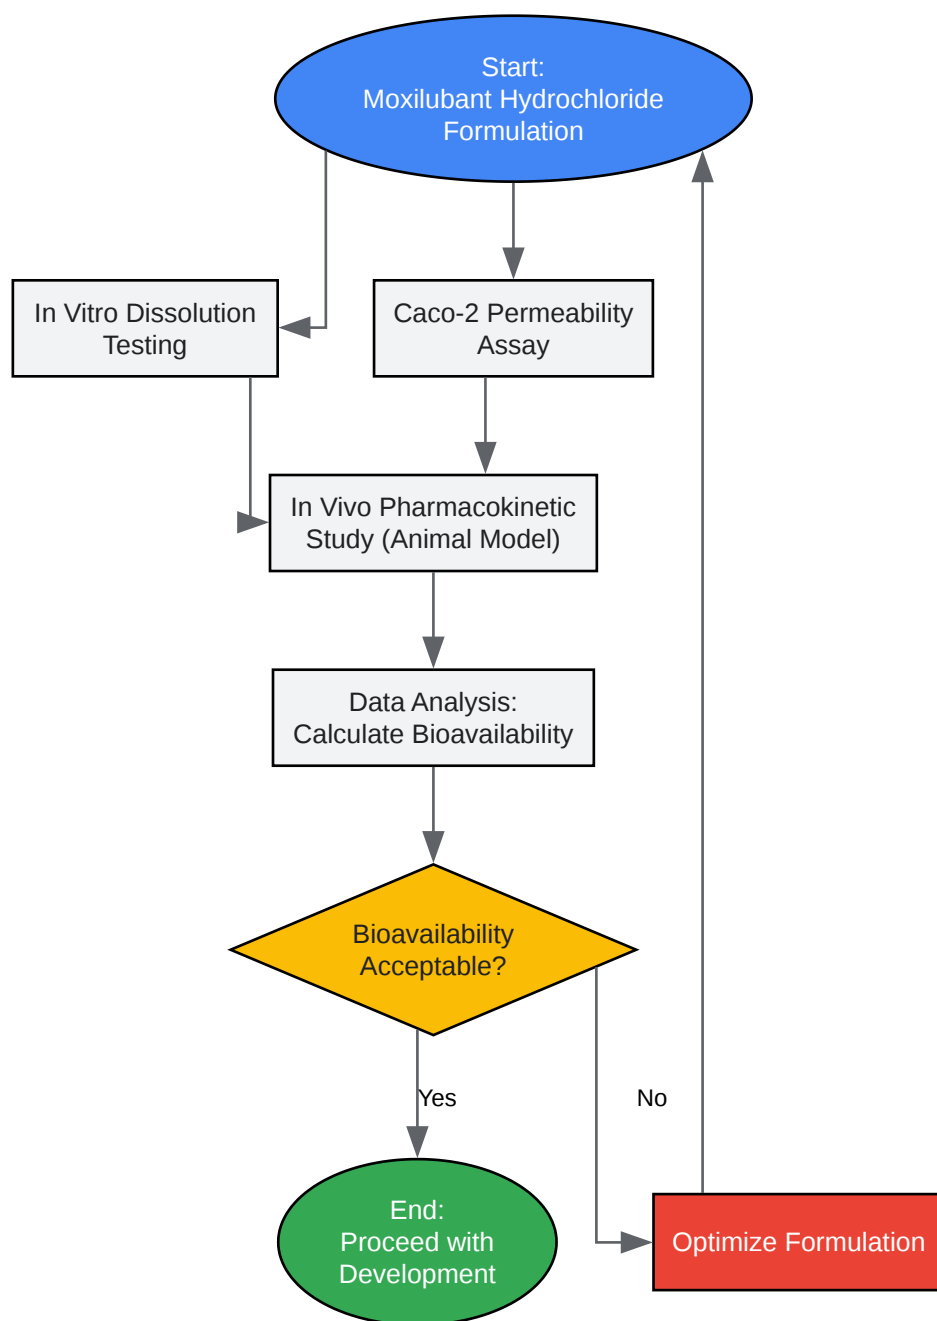 Start:
Moxilubant Hydrochloride
Formulation
In Vitro Dissolution
Testing
Caco-2 Permeability
Assay
In Vivo Pharmacokinetic
Study (Animal Model)
Data Analysis:
Calculate Bioavailability
Bioavailability
Acceptable?
Yes
No
End:
Proceed with
Development
Optimize Formulation